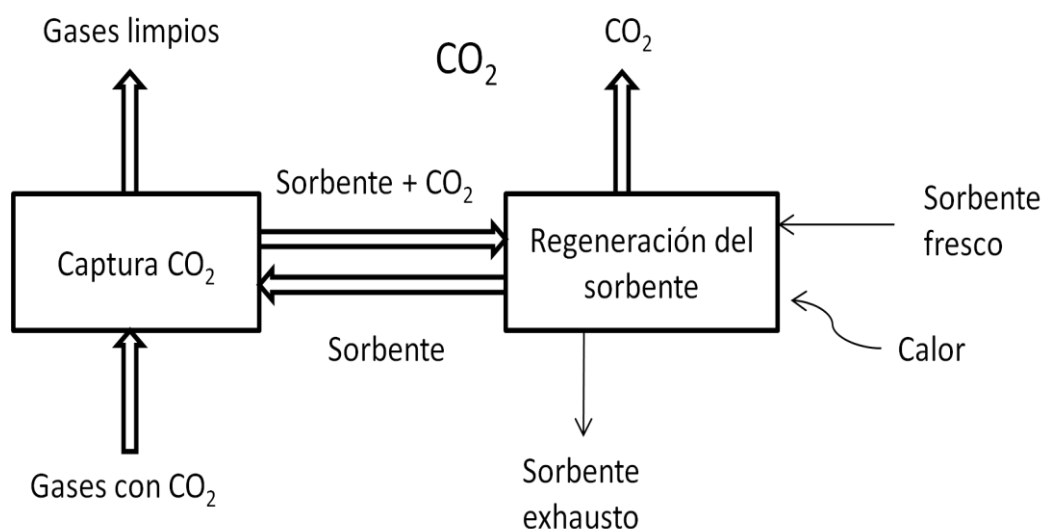 Gases limpios
CO₂
CO₂
Sorbente + CO₂
Captura CO₂
Regeneración del
sorbente
Sorbente
fresco
Sorbente
Calor
Gases con CO₂
Sorbente
exhausto